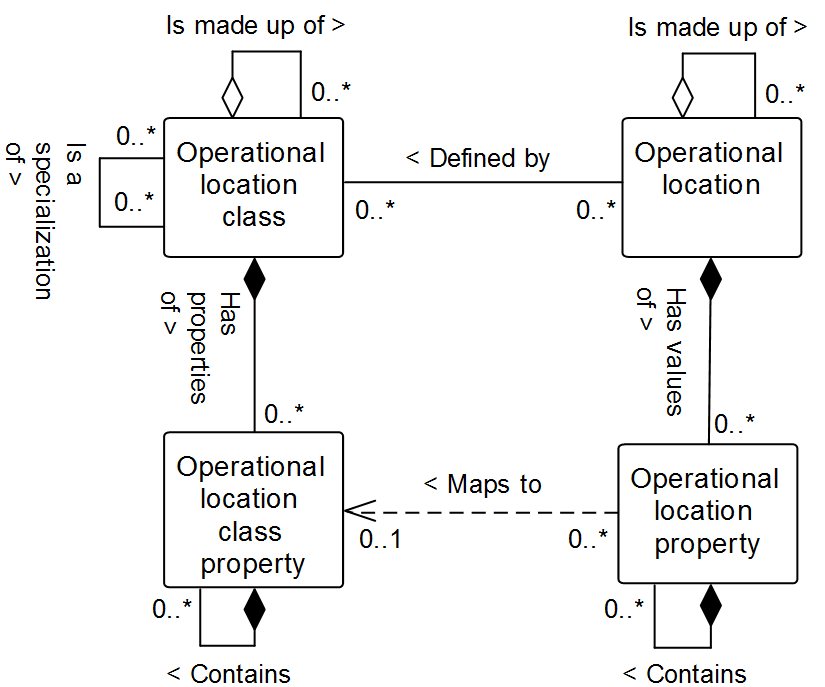 Is made up of >
Is made up of >
0..*
0..*
0..*
0..*
Is a
specialization
of >
Operational
location
class
< Defined by
0..*
0..*
Operational
location
Has
properties
of >
0..*
Has values
of >
0..*
Operational
location
class
property
< Maps to
0..1
0..*
Operational
location
property
0..*
< Contains
0..*
< Contains